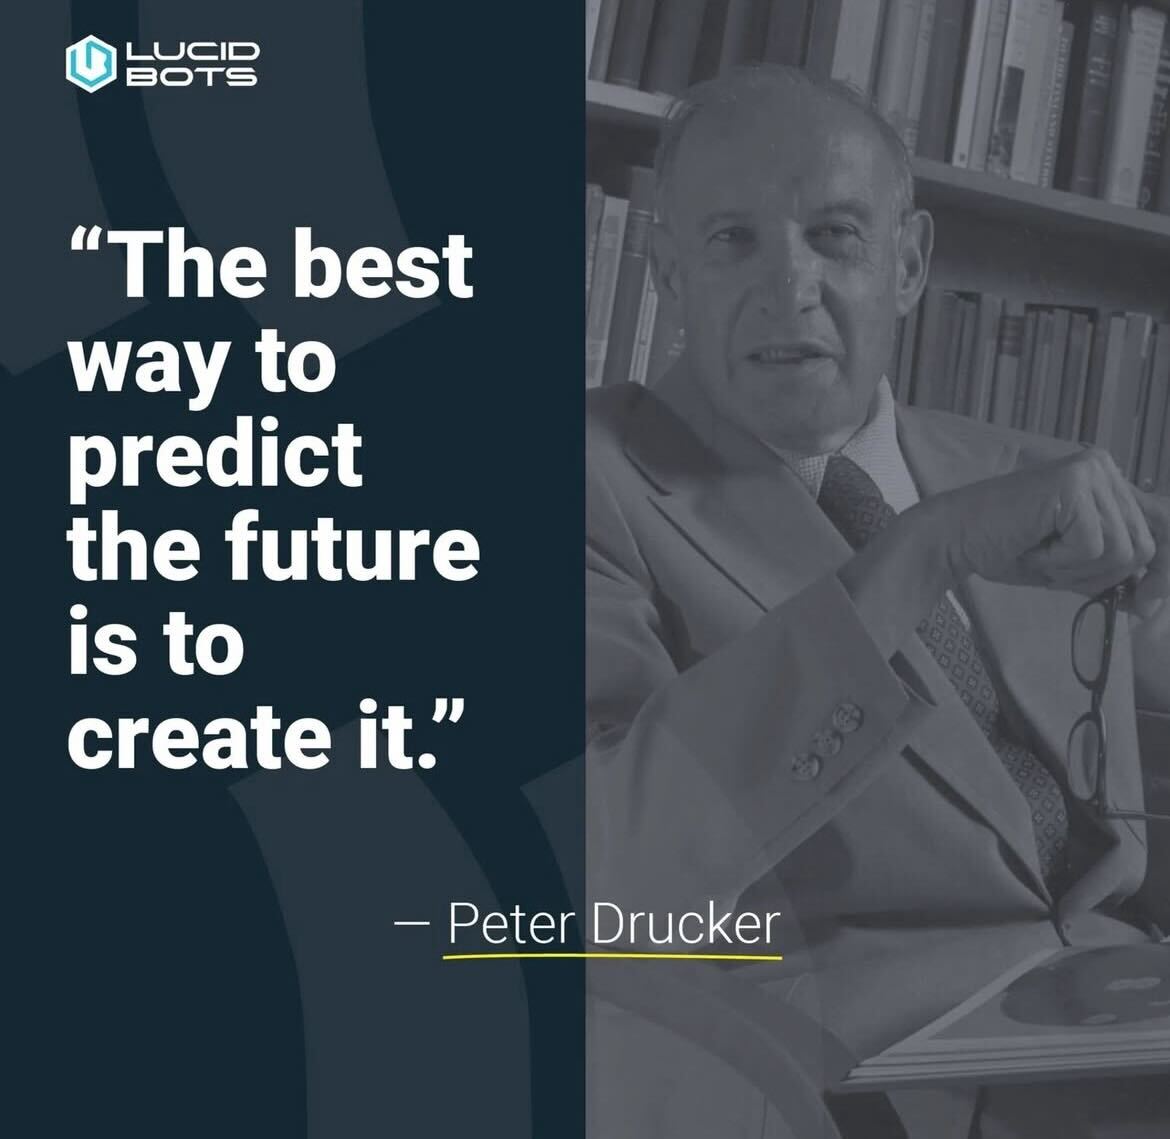 LUCID
BOTS
“The best
way to
predict
the future
is to
create it.”
— Peter Drucker